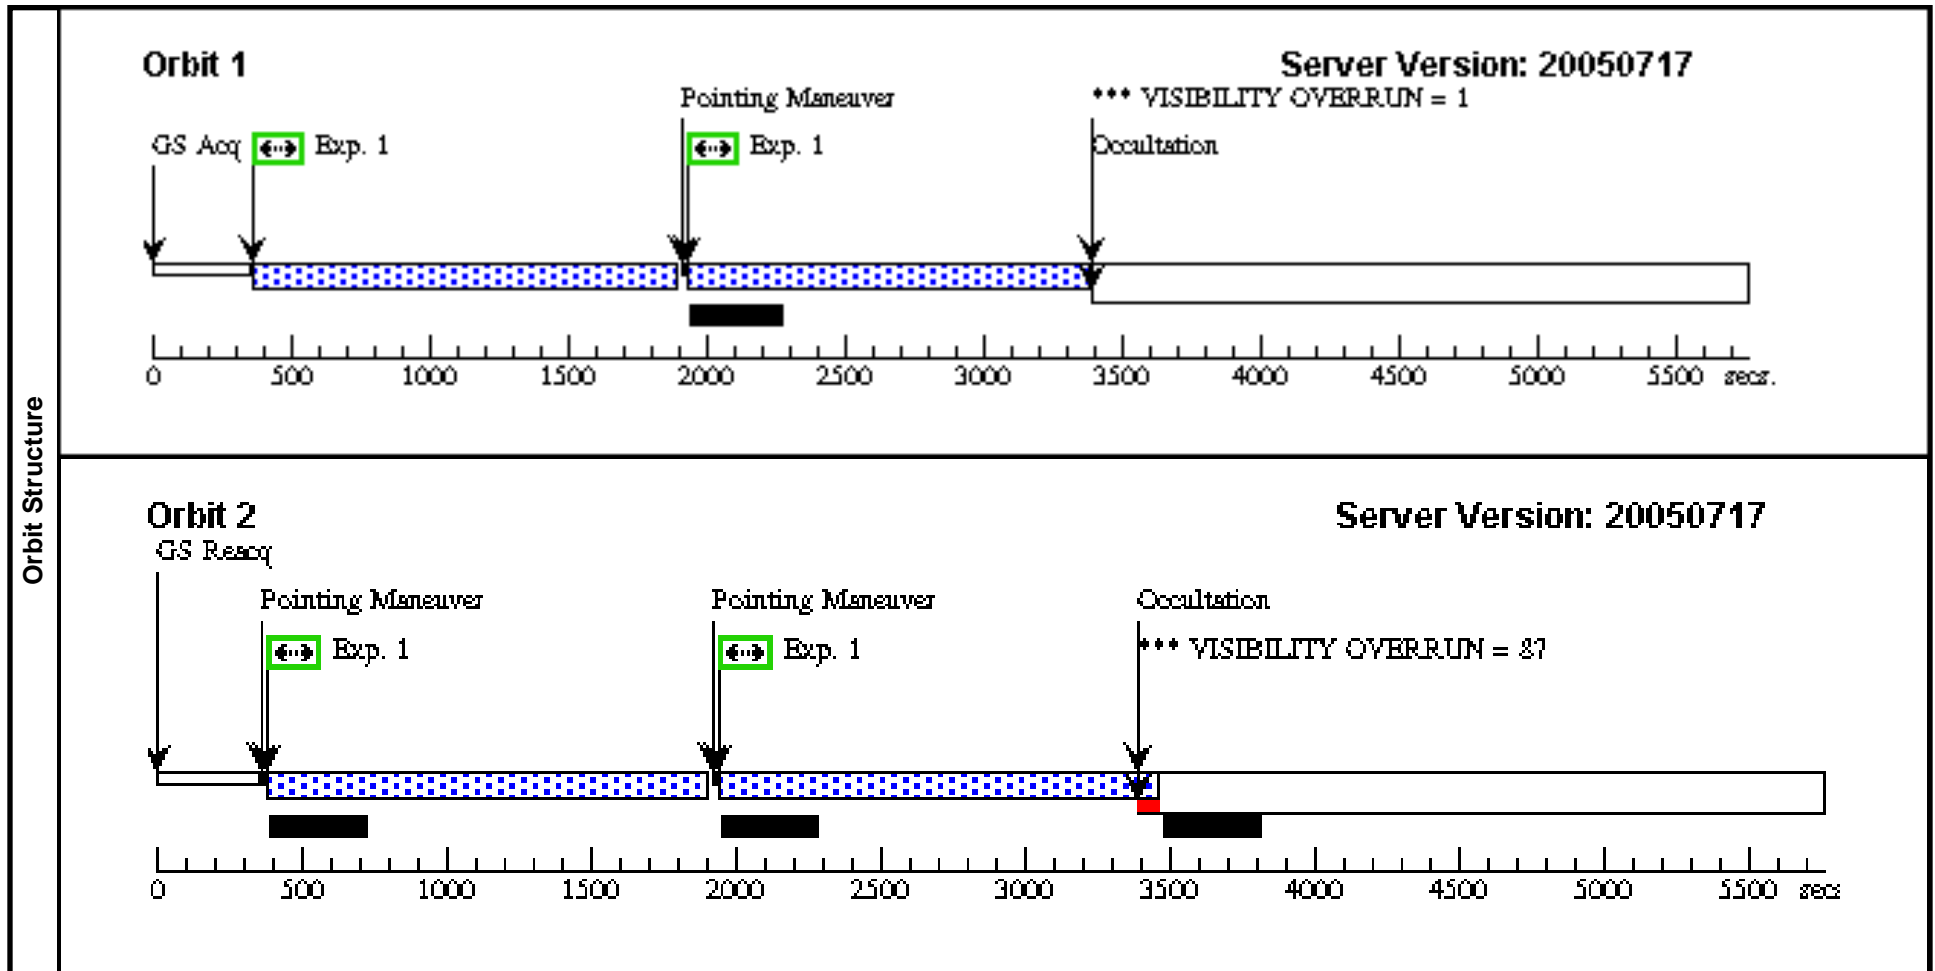 Orbit Structure
Orbit 1
Server Version: 20050717
Pointing Maneuver
*** VISIBILITY OVERRUN = 1
GS Acq
Exp. 1
Exp. 1
Occultation
0 500 1000 1500 2000 2500 3000 3500 4000 4500 5000 5500 secs.
Orbit 2
Server Version: 20050717
GS Reacq
Pointing Maneuver
Pointing Maneuver
Occultation
Exp. 1
Exp. 1
*** VISIBILITY OVERRUN = 87
0 500 1000 1500 2000 2500 3000 3500 4000 4500 5000 5500 secs